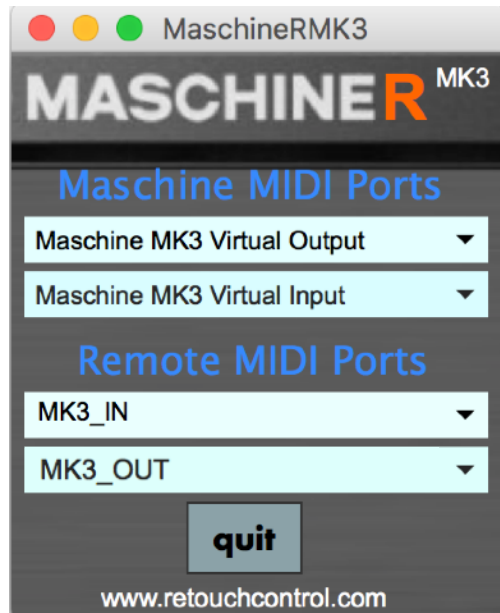 MaschineRMK3
MASCHINER MK3
Maschine MIDI Ports
Maschine MK3 Virtual Output
Maschine MK3 Virtual Input
Remote MIDI Ports
MK3_IN
MK3_OUT
quit
www.retouchcontrol.com